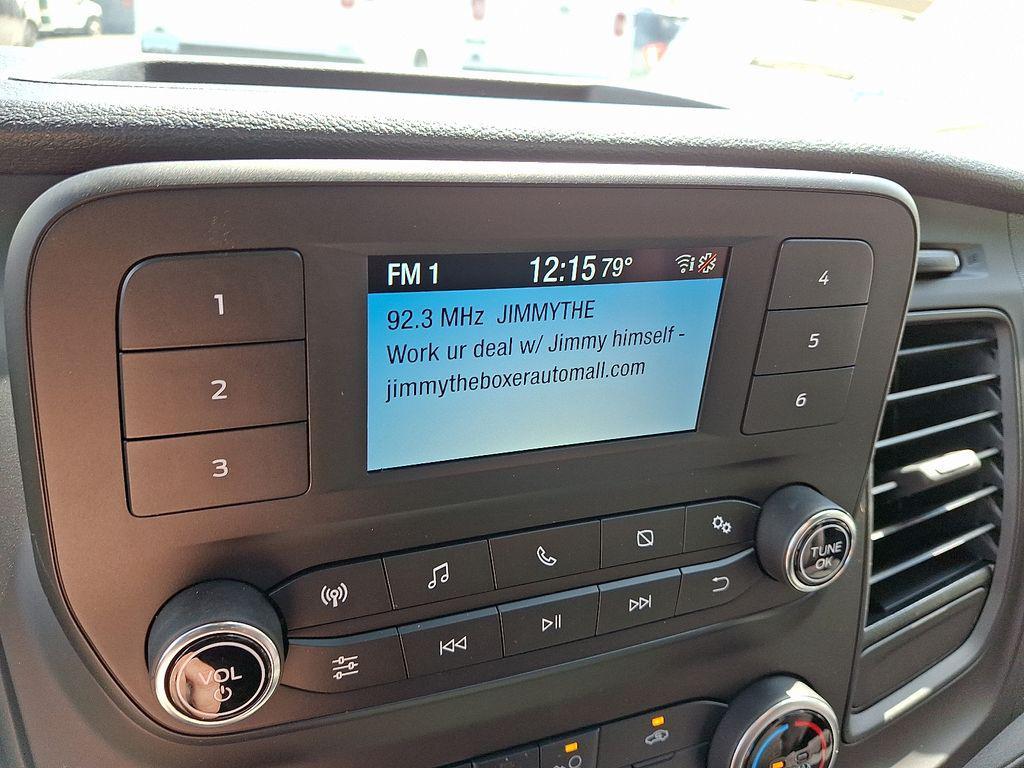 FM 1 12:15 79°
92.3 MHz JIMMYTHE
Work ur deal w/ Jimmy himself -
jimmytheboxerautomall.com
1
2
3
4
5
6
TUNE
OK
VOL